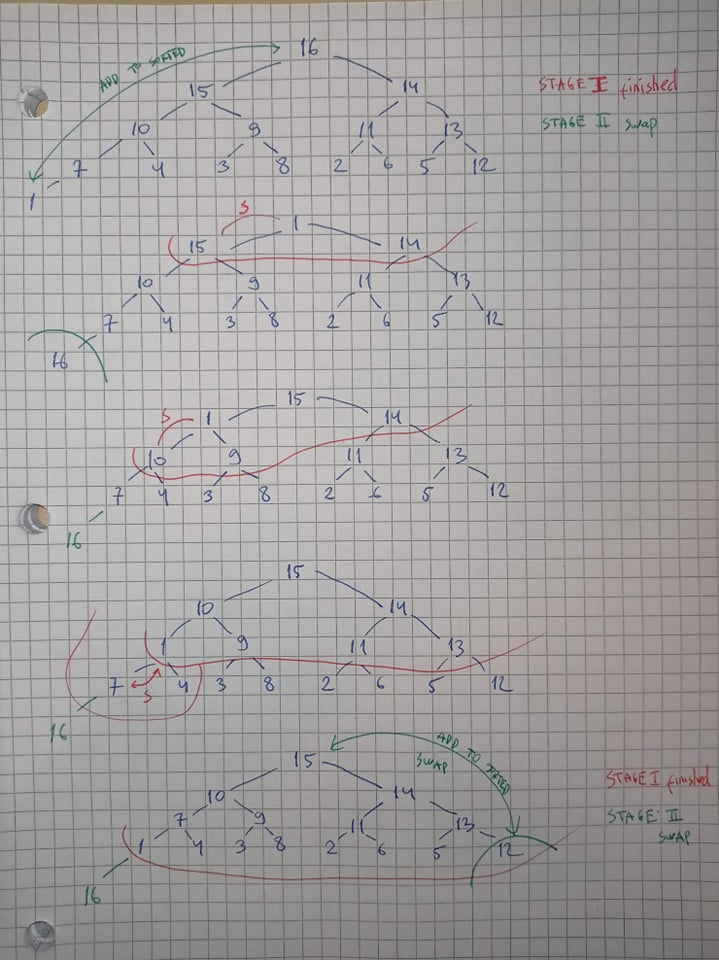 16
ADD TO SORTED
15 14
STAGE I finished
10 9 11 13
STAGE II swap
7 4 3 8 2 6 5 12
1
S
1
15 14
10 9 11 13
7 4 3 8 2 6 5 12
16
15
S 1 14
10 9 11 13
7 4 3 8 2 6 5 12
16
15
10 14
1 9 11 13
7 4 3 8 2 6 5 12
S
16
ADD TO SORTED
15 SWAP
STAGE I finished
10 14
STAGE II
7 9 11 13
SWAP
1 4 3 8 2 6 5 12
16